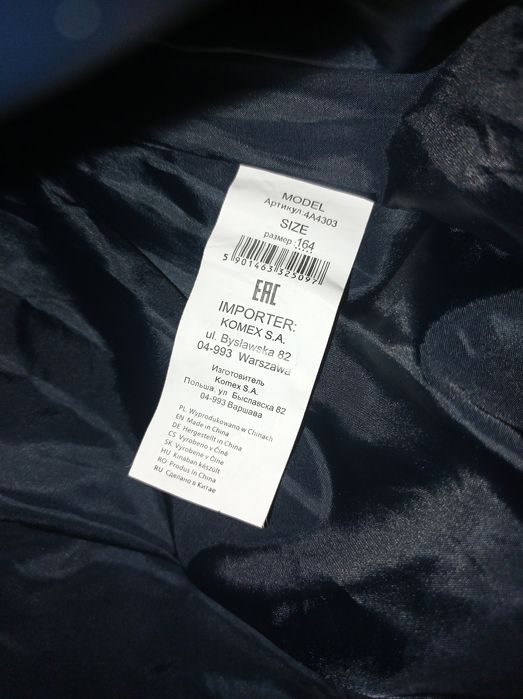 MODEL
Артикул:4A4303
SIZE
размер :164
5 901463 325097
EAC
IMPORTER:
KOMEX S.A.
ul. Bysławska 82
04-993 Warszawa
Изготовитель
Komex S.A.
Польша, ул Быславска 82
04-993 Варшава
PL Wyprodukowano w Chinach
EN Made in China
DE Hergestellt in China
CS Vyrobeno v Číně
SK Vyrobené v Číne
HU Kínában készült
RO Produs in China
RU Сделано в Китае